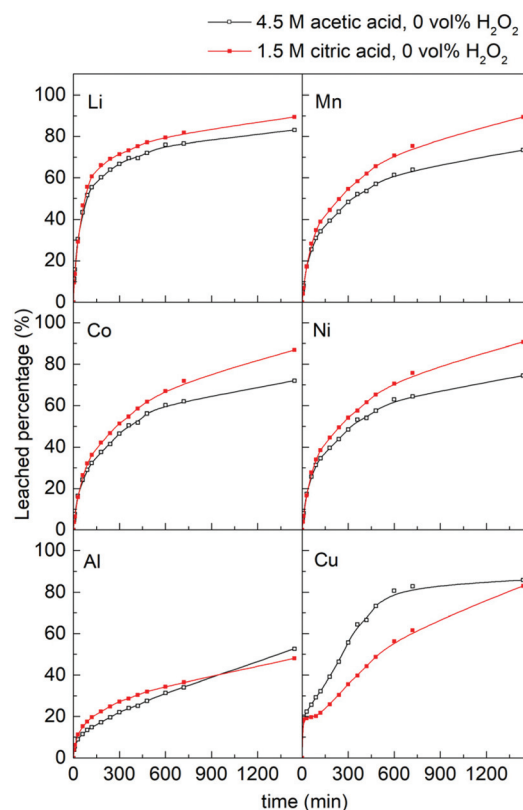 4.5 M acetic acid, 0 vol% H₂O₂
1.5 M citric acid, 0 vol% H₂O₂
Leached percentage (%)
Li
100
80
60
40
20
0
Mn
Co
100
80
60
40
20
0
Ni
Al
100
80
60
40
20
0
Cu
0 300 600 900 1200
0 300 600 900 1200
time (min)